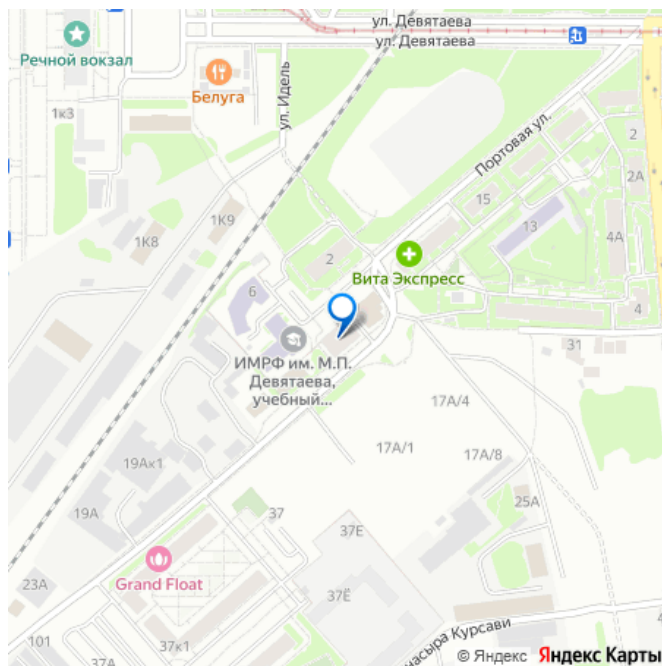 ул. Девятаева
ул. Девятаева
Речной вокзал
Белуга
1к3
ул. Идель
Портовая ул.
2
2А
15
13
4А
1К9
1К8
2
Вита Экспресс
6
4
31
ИМРФ им. М.П.
Девятаева,
учебный
...
17А/4
17А/1
17А/8
19Ак1
19А
25А
37
37Е
Grand Float
23А
37Ё
101
37к1
37А
насыра Курсави
© Яндекс Яндекс Карты